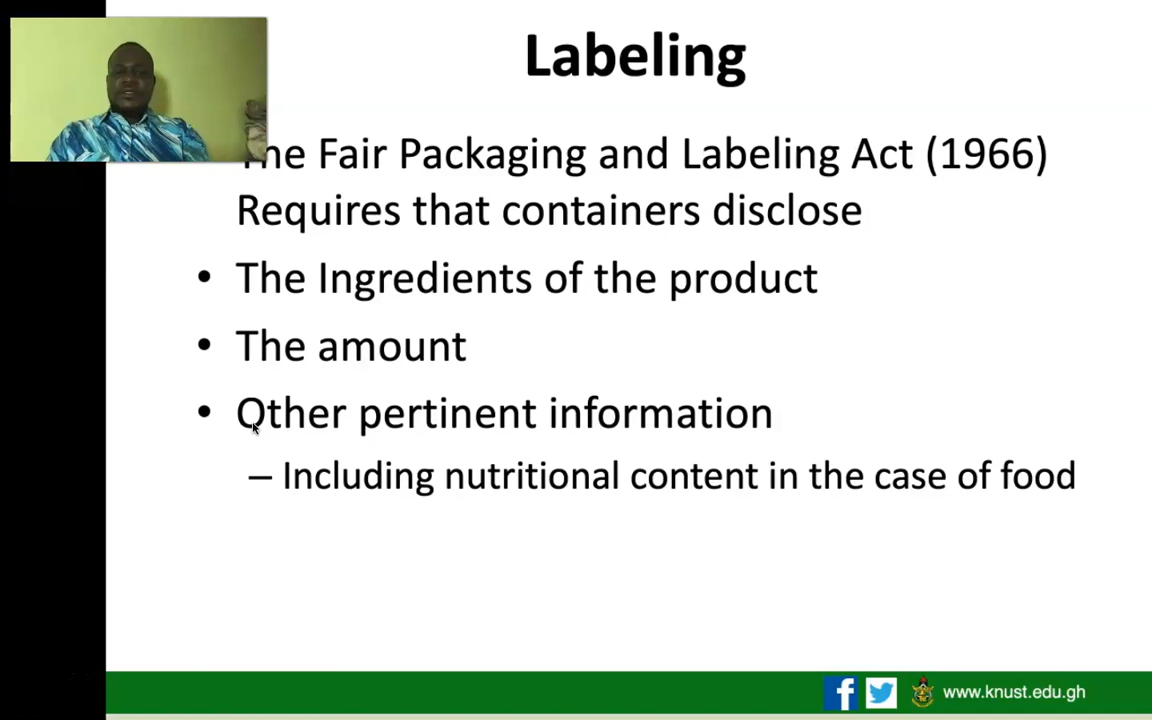 Labeling
The Fair Packaging and Labeling Act (1966)
Requires that containers disclose
• The Ingredients of the product
• The amount
• Other pertinent information
– Including nutritional content in the case of food
www.knust.edu.gh